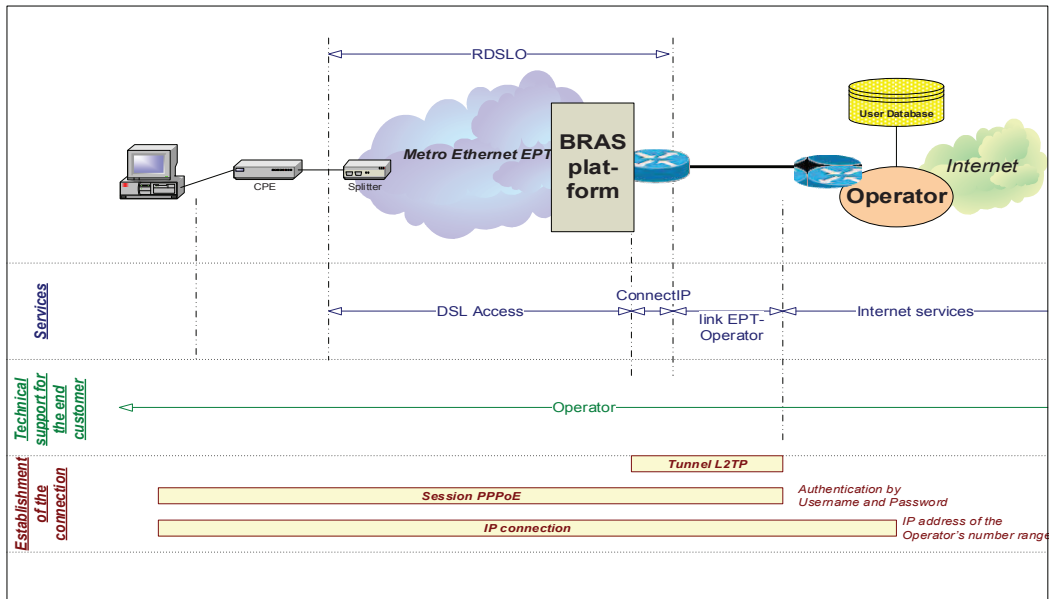 RDSLO
User Database
Metro Ethernet EPT
BRAS
plat-
form
Internet
CPE
Splitter
Operator
Services
DSL Access
ConnectIP
link EPT-
Operator
Internet services
Technical
support for
the end
customer
Operator
Establishment
of the
connection
Tunnel L2TP
Session PPPoE
Authentication by
Username and Password
IP connection
IP address of the
Operator's number range